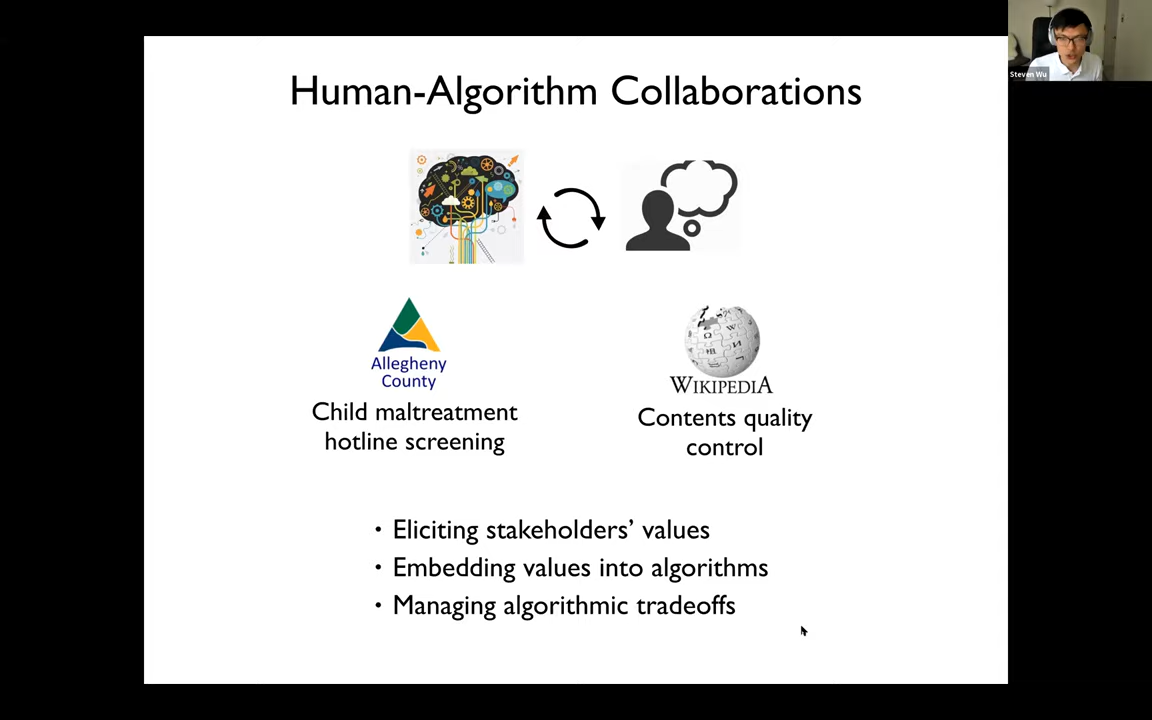 Human-Algorithm Collaborations
Steven Wu
Allegheny
County
Child maltreatment
hotline screening
WIKIPEDIA
Contents quality
control
• Eliciting stakeholders’ values
• Embedding values into algorithms
• Managing algorithmic tradeoffs